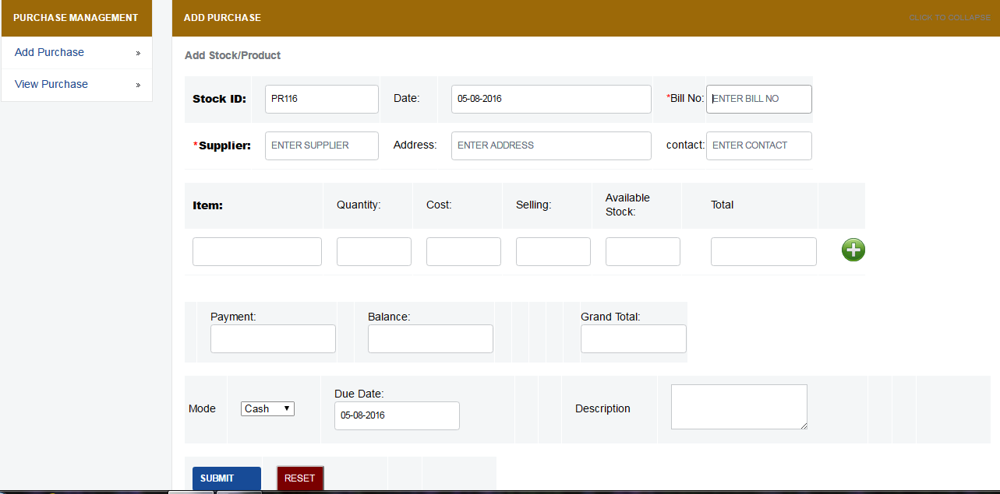 PURCHASE MANAGEMENT
Add Purchase »
View Purchase »
ADD PURCHASE CLICK TO COLLAPSE
Add Stock/Product
Stock ID: PR116 Date: 05-08-2016 *Bill No: ENTER BILL NO
*Supplier: ENTER SUPPLIER Address: ENTER ADDRESS contact: ENTER CONTACT
Item: Quantity: Cost: Selling: Available Stock: Total
Payment: Balance: Grand Total:
Mode Cash Due Date: 05-08-2016 Description
SUBMIT RESET